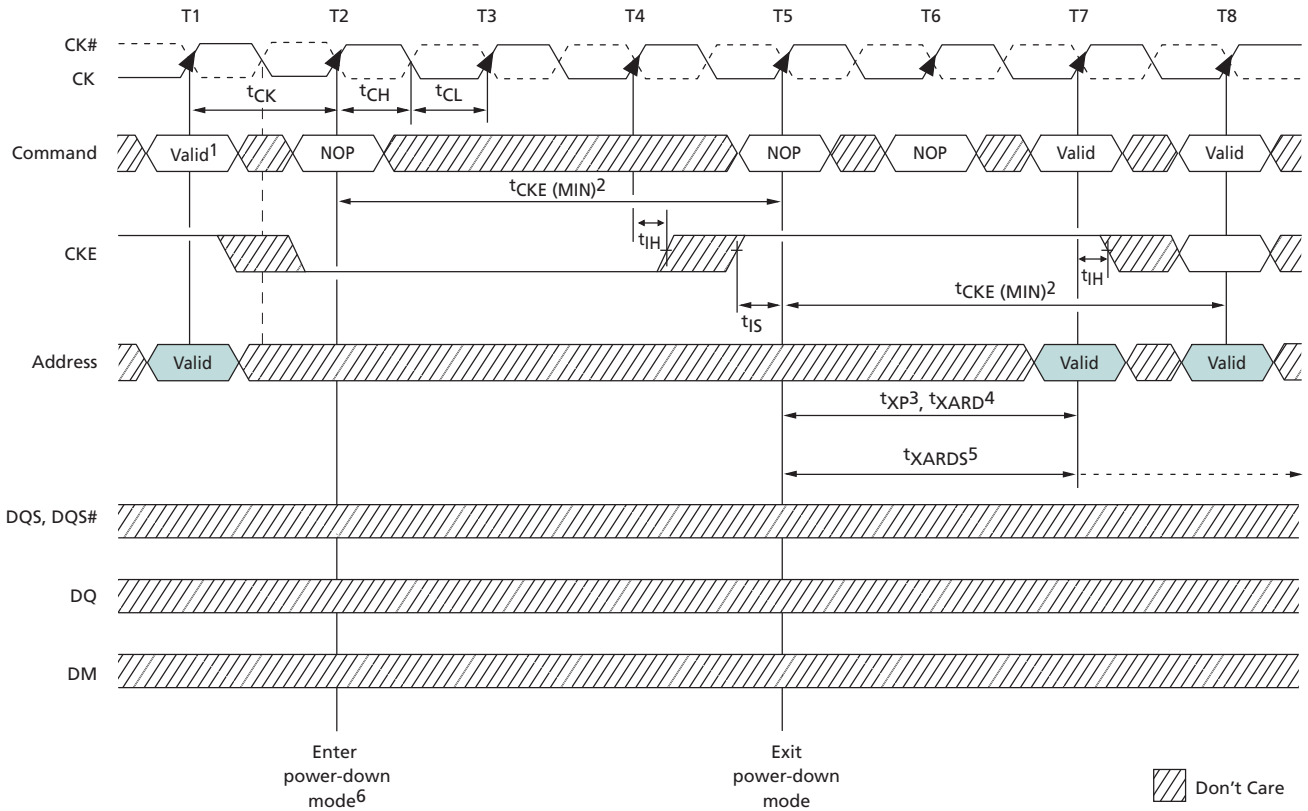 T1 T2 T3 T4 T5 T6 T7 T8
CK#
CK
tCK tCH tCL
Command Valid1 NOP NOP NOP Valid Valid
tCKE (MIN)2
tIH
CKE
tIH
tCKE (MIN)2
tIS
Address Valid Valid Valid
tXP3, tXARD4
tXARDS5
DQS, DQS#
DQ
DM
Enter
power-down
mode6
Exit
power-down
mode
Don't Care